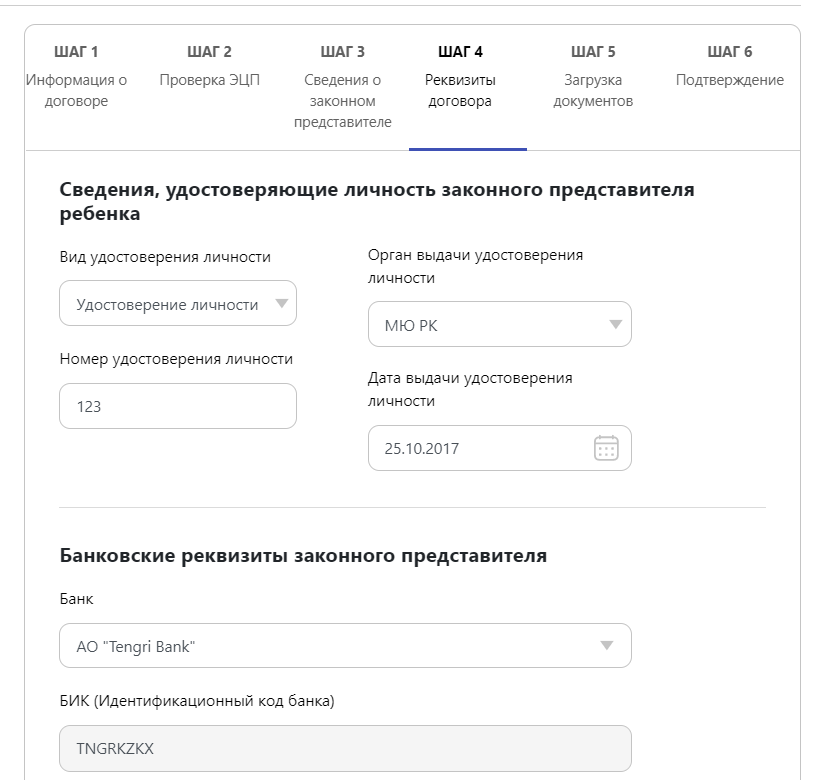 ШАГ 1
Информация о
договоре
ШАГ 2
Проверка ЭЦП
ШАГ 3
Сведения о
законном
представителе
ШАГ 4
Реквизиты
договора
ШАГ 5
Загрузка
документов
ШАГ 6
Подтверждение
Сведения, удостоверяющие личность законного представителя
ребенка
Вид удостоверения личности
Удостоверение личности
Орган выдачи удостоверения
личности
МЮ РК
Номер удостоверения личности
123
Дата выдачи удостоверения
личности
25.10.2017
Банковские реквизиты законного представителя
Банк
АО "Tengri Bank"
БИК (Идентификационный код банка)
TNGRKZKX